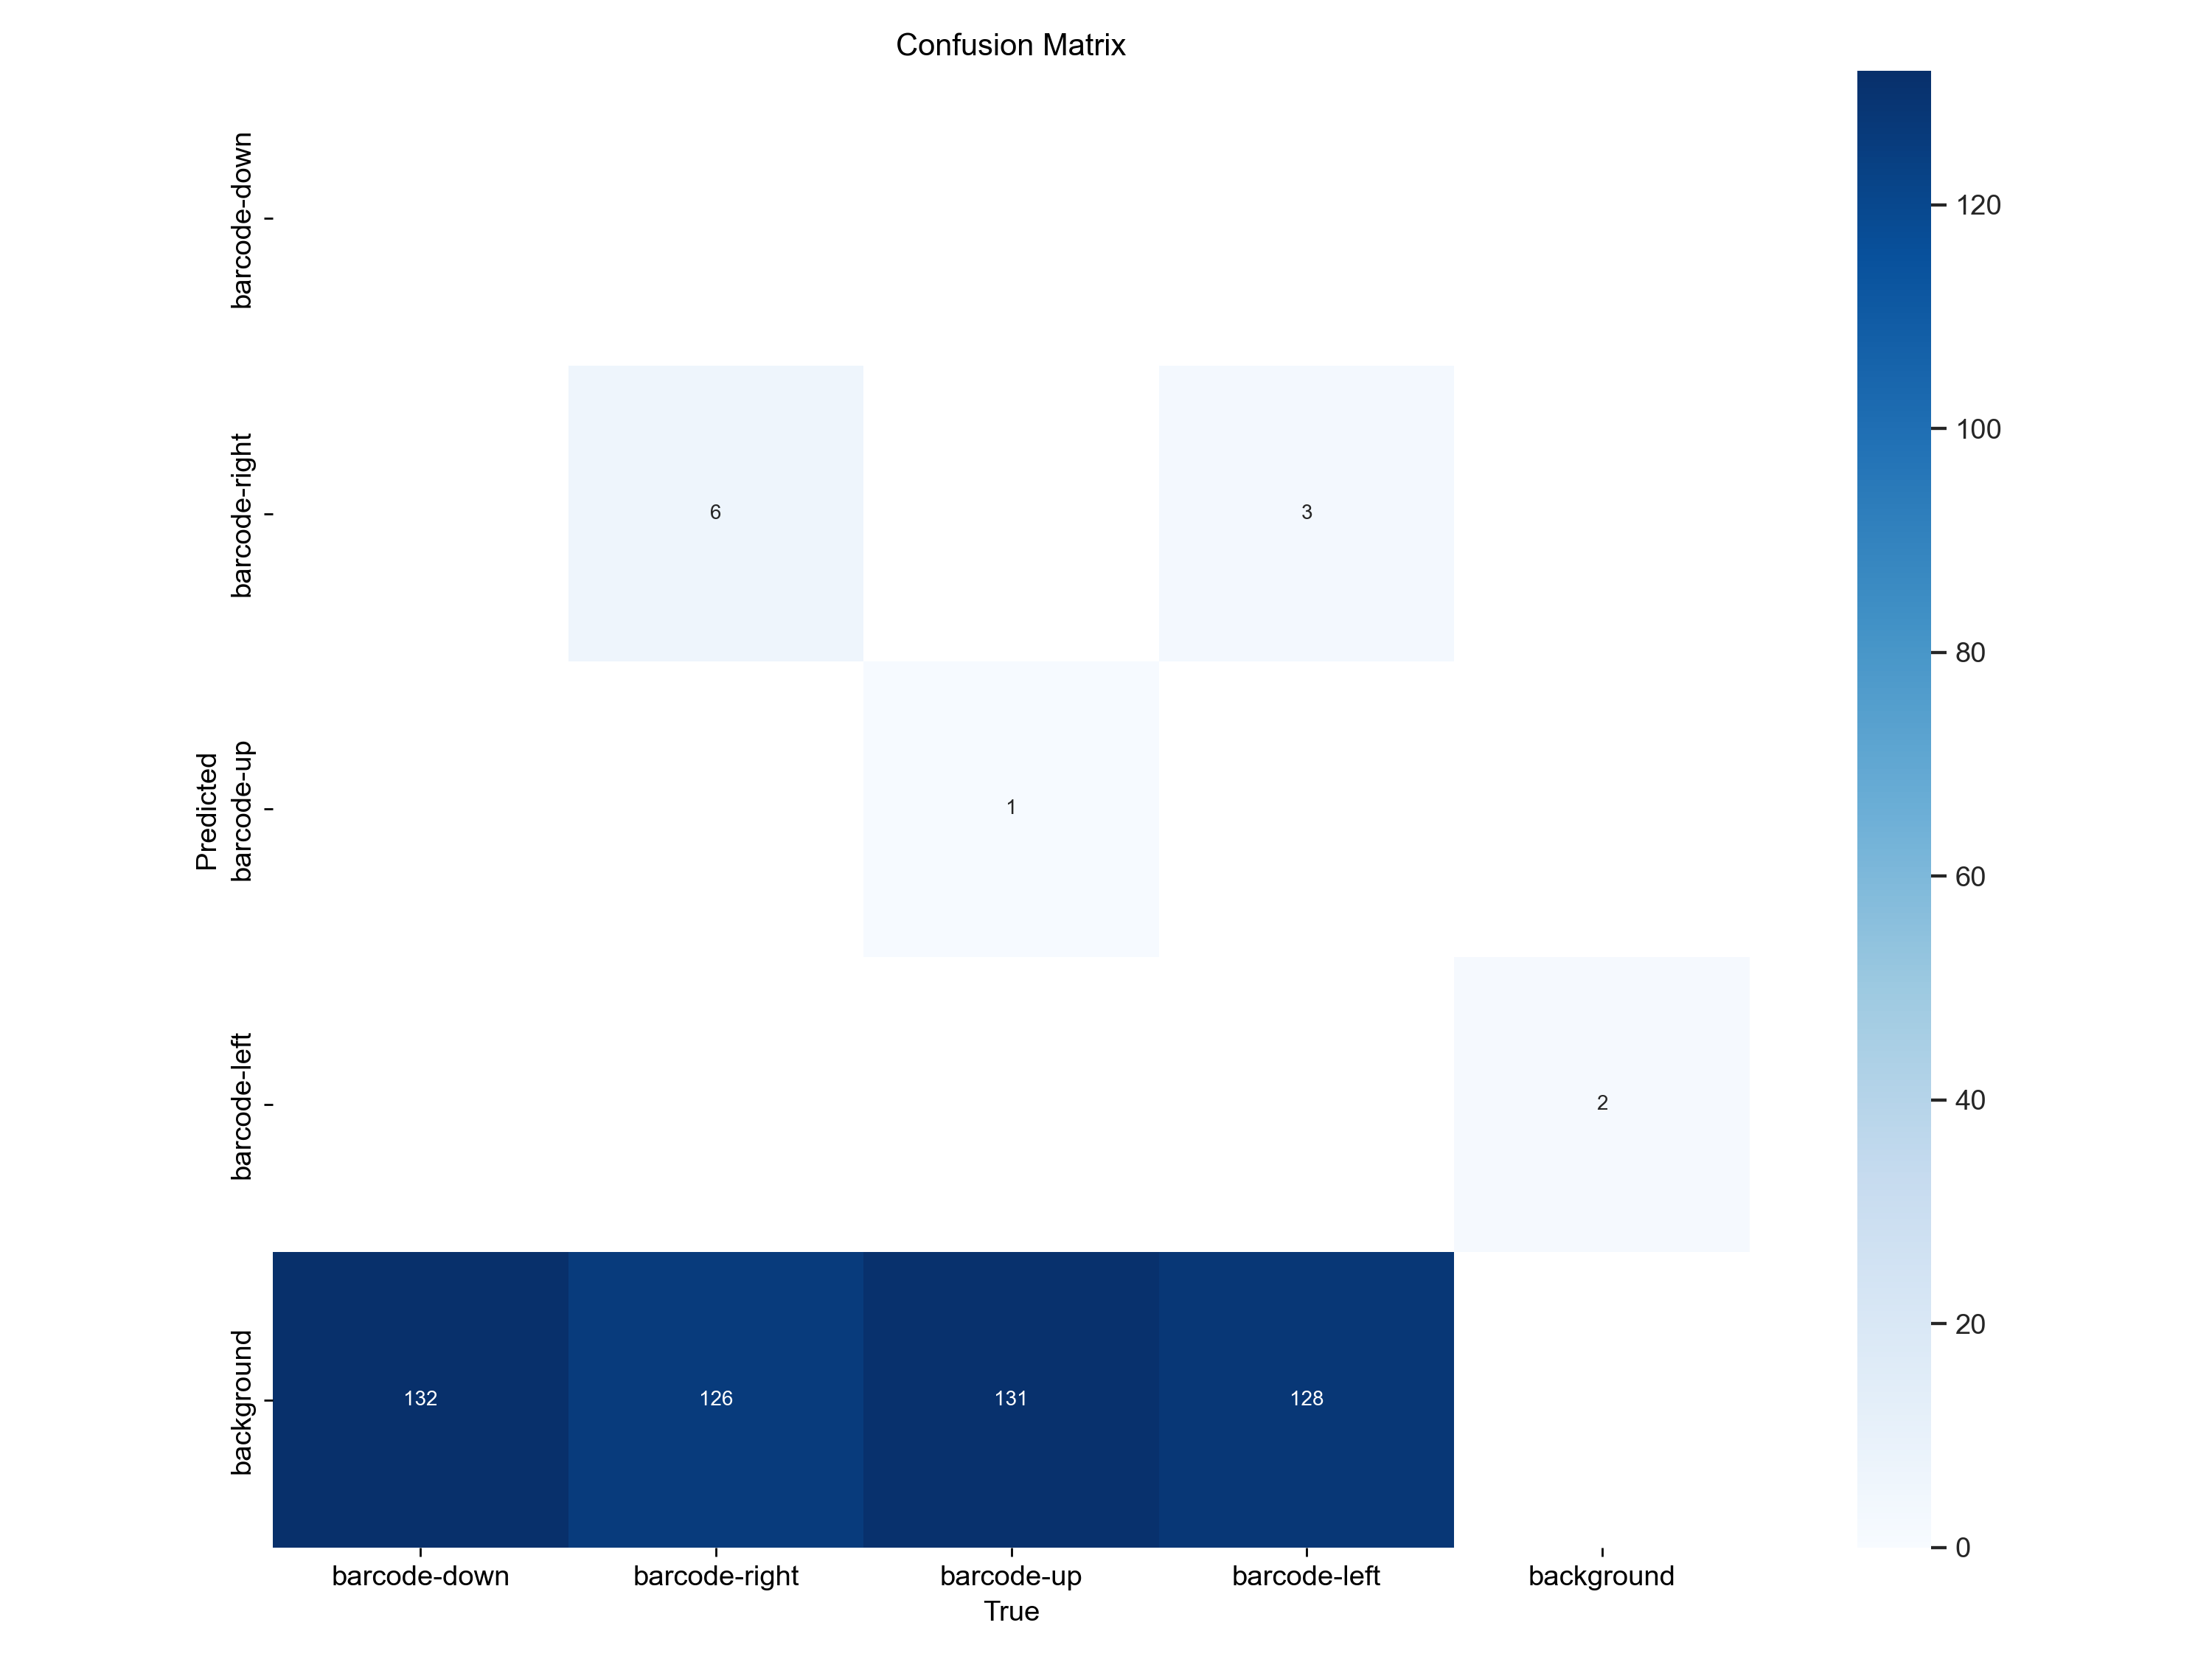 Confusion Matrix
barcode-down
barcode-right
barcode-up
barcode-left
background
Predicted
6
3
1
2
132
126
131
128
barcode-down
barcode-right
barcode-up
barcode-left
background
True
120
100
80
60
40
20
0